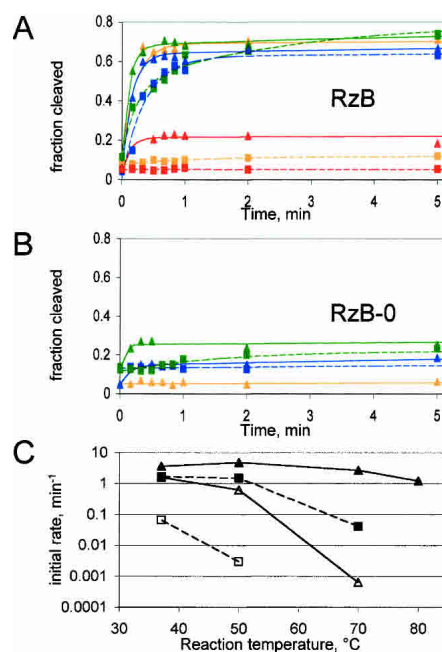 A
0.8
0.6
0.4
0.2
0
fraction cleaved
RzB
0 1 2 3 4 5
Time, min
B
0.8
0.6
0.4
0.2
0
fraction cleaved
RzB-0
0 1 2 3 4 5
Time, min
C
10
1
0.1
0.01
0.001
0.0001
initial rate, min⁻¹
30 40 50 60 70 80
Reaction temperature, °C